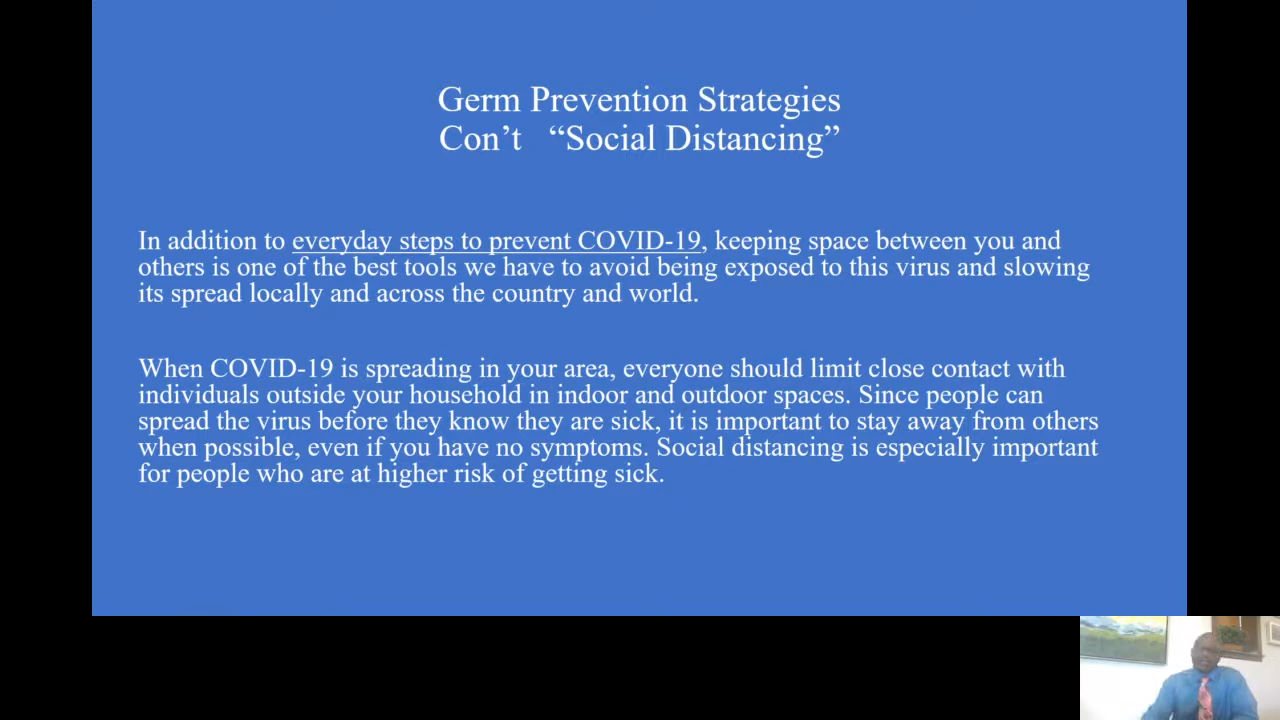 Germ Prevention Strategies
Con’t “Social Distancing”
In addition to everyday steps to prevent COVID-19, keeping space between you and
others is one of the best tools we have to avoid being exposed to this virus and slowing
its spread locally and across the country and world.
When COVID-19 is spreading in your area, everyone should limit close contact with
individuals outside your household in indoor and outdoor spaces. Since people can
spread the virus before they know they are sick, it is important to stay away from others
when possible, even if you have no symptoms. Social distancing is especially important
for people who are at higher risk of getting sick.